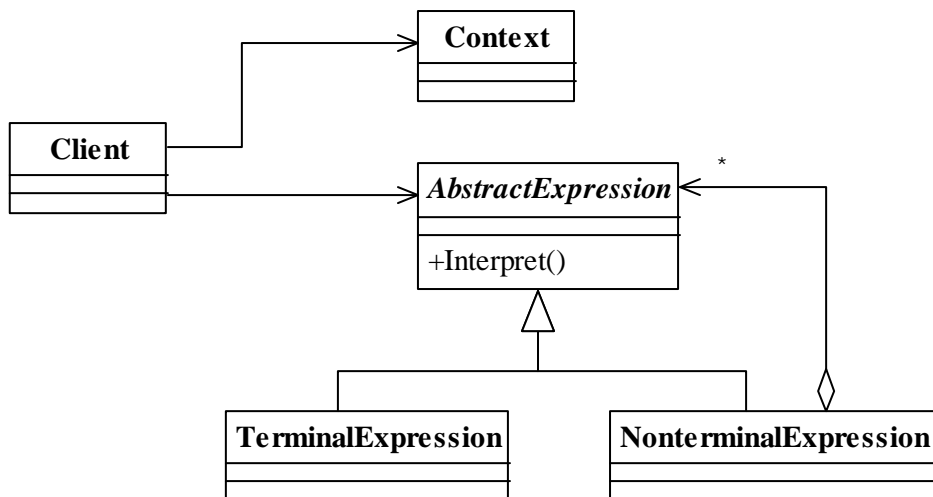 Context
Client
*
AbstractExpression
+Interpret()
TerminalExpression
NonterminalExpression